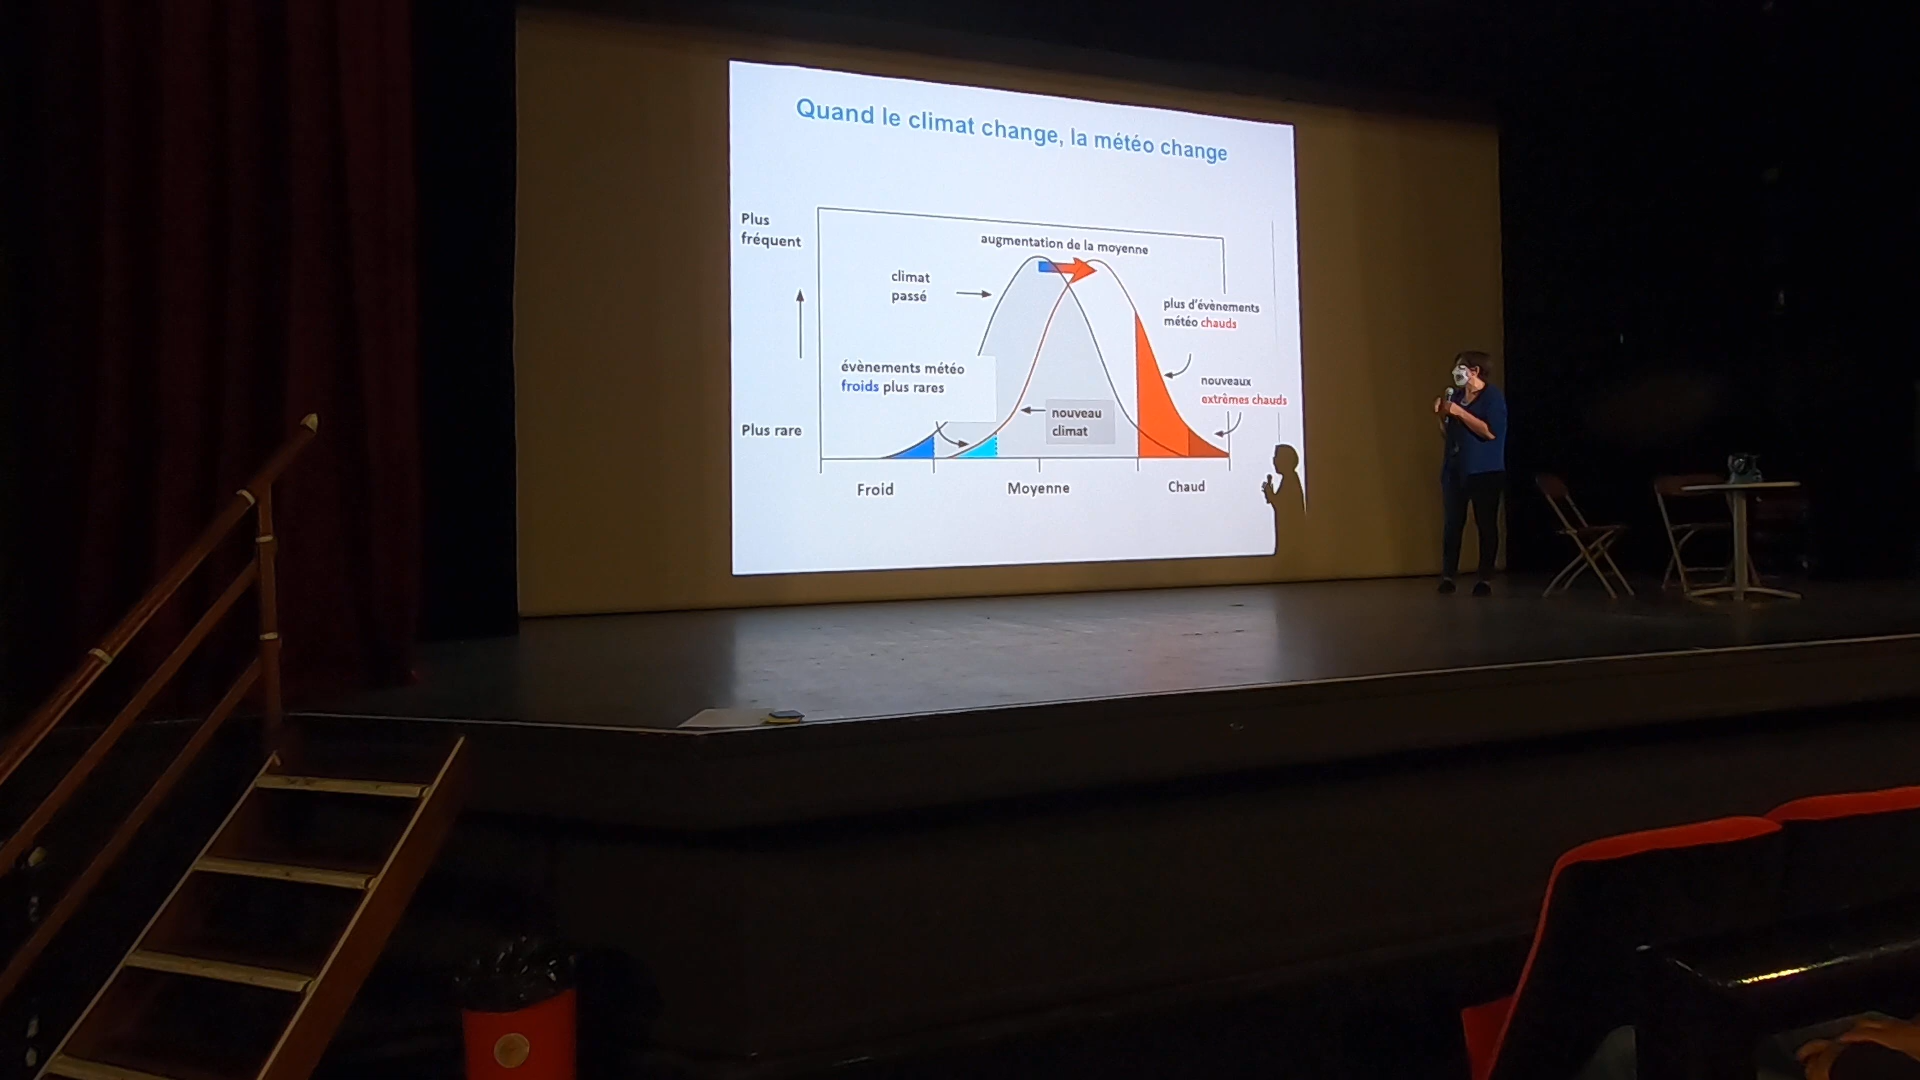 Quand le climat change, la météo change
Plus
fréquent
augmentation de la moyenne
climat
passé
plus d'évènements
météo chauds
évènements météo
froids plus rares
nouveaux
extrêmes chauds
nouveau
climat
Plus rare
Froid
Moyenne
Chaud